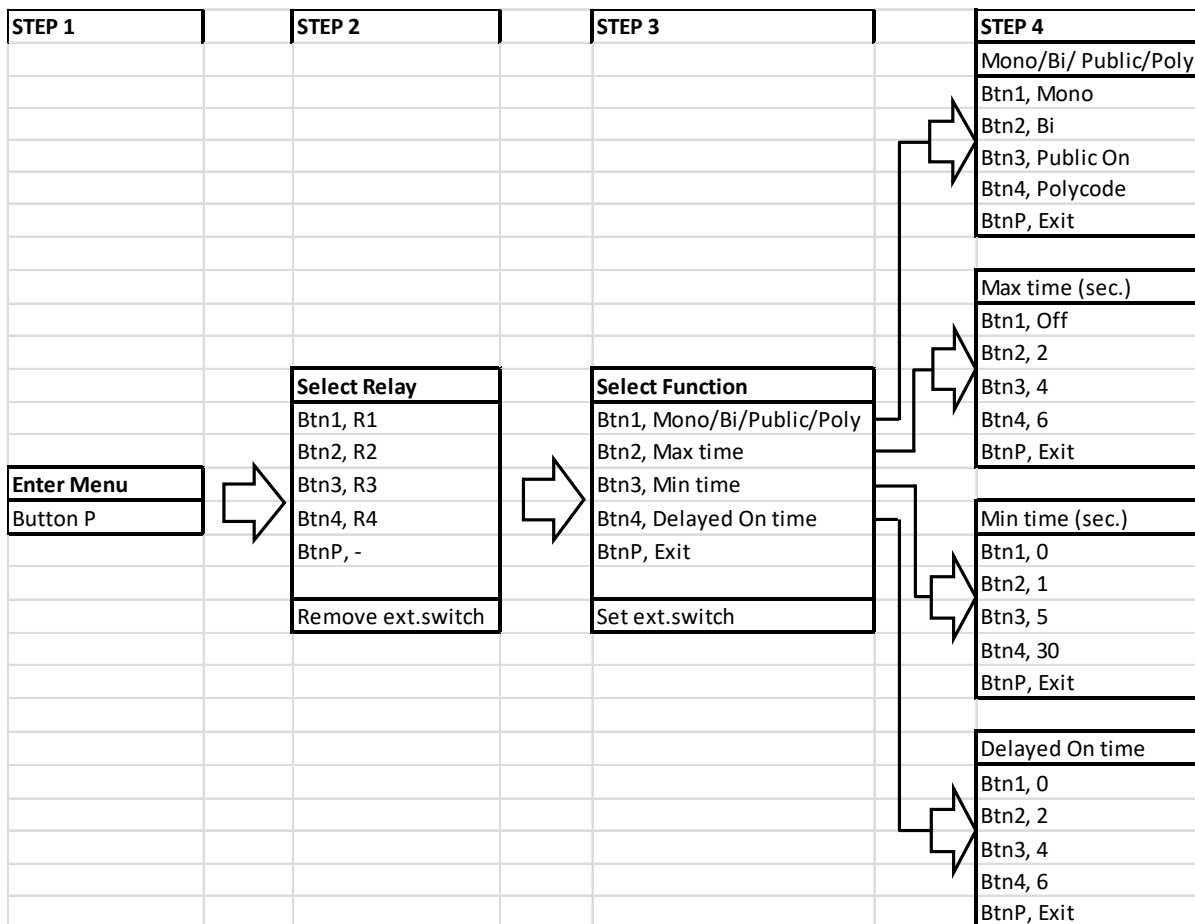 STEP 1
STEP 2
STEP 3
STEP 4
Enter Menu
Button P
Select Relay
Btn1, R1
Btn2, R2
Btn3, R3
Btn4, R4
BtnP, -
Remove ext.switch
Select Function
Btn1, Mono/Bi/Public/Poly
Btn2, Max time
Btn3, Min time
Btn4, Delayed On time
BtnP, Exit
Set ext.switch
Mono/Bi/ Public/Poly
Btn1, Mono
Btn2, Bi
Btn3, Public On
Btn4, Polycode
BtnP, Exit
Max time (sec.)
Btn1, Off
Btn2, 2
Btn3, 4
Btn4, 6
BtnP, Exit
Min time (sec.)
Btn1, 0
Btn2, 1
Btn3, 5
Btn4, 30
BtnP, Exit
Delayed On time
Btn1, 0
Btn2, 2
Btn3, 4
Btn4, 6
BtnP, Exit